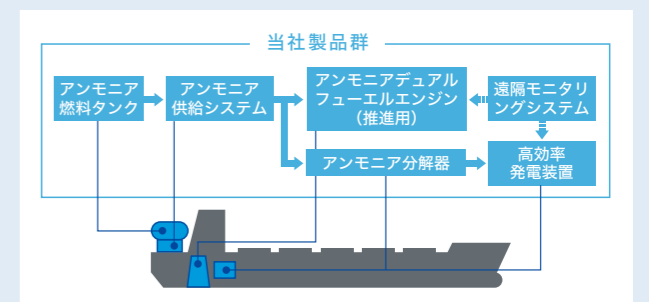 当社製品群
アンモニア
燃料タンク
アンモニア
供給システム
アンモニアデュアル
フューエルエンジン
（推進用）
遠隔モニタリ
ングシステム
アンモニア分解器
高効率
発電装置